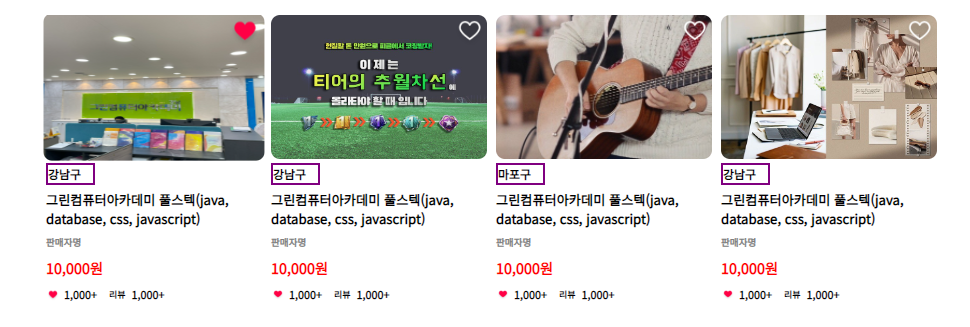 그린컴퓨터아카데미
이제는
티어의 추월차선에
올라타야 할 때 입니다
강남구
그린컴퓨터아카데미 풀스텍(java,
database, css, javascript)
판매자명
10,000원
1,000+ 리뷰 1,000+
강남구
그린컴퓨터아카데미 풀스텍(java,
database, css, javascript)
판매자명
10,000원
1,000+ 리뷰 1,000+
마포구
그린컴퓨터아카데미 풀스텍(java,
database, css, javascript)
판매자명
10,000원
1,000+ 리뷰 1,000+
강남구
그린컴퓨터아카데미 풀스텍(java,
database, css, javascript)
판매자명
10,000원
1,000+ 리뷰 1,000+